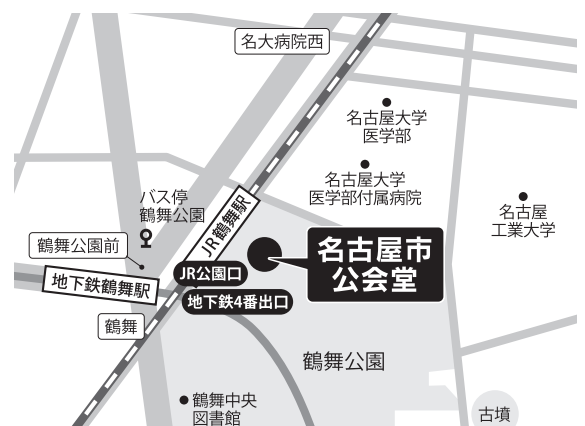 名大病院西
名古屋大学
医学部
名古屋大学
医学部付属病院
バス停
鶴舞公園
名古屋
工業大学
JR鶴舞駅
鶴舞公園前
名古屋市
公会堂
JR公園口
地下鉄鶴舞駅
地下鉄4番出口
鶴舞
鶴舞公園
鶴舞中央
図書館
古墳